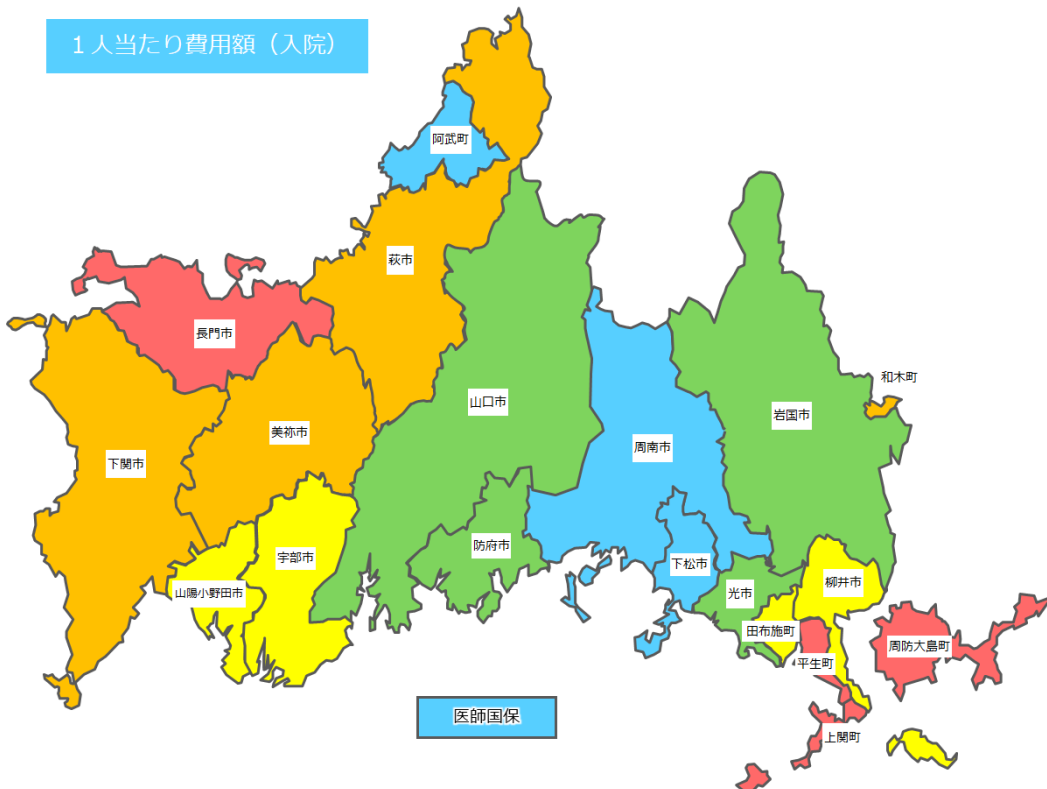 １人当たり費用額（入院）
阿武町
萩市
長門市
和木町
山口市
岩国市
美祢市
周南市
下関市
防府市
宇部市
下松市
柳井市
山陽小野田市
光市
田布施町
周防大島町
平生町
医師国保
上関町